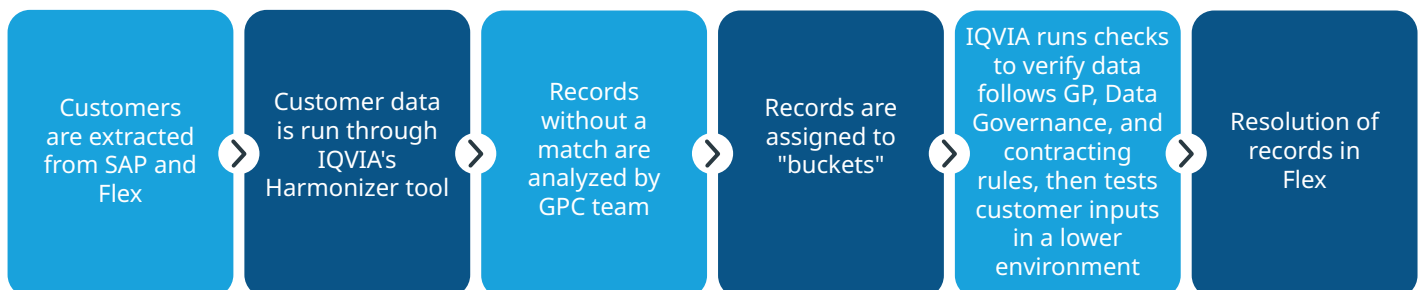 Customers
are extracted
from SAP and
Flex
Customer data
is run through
IQVIA's
Harmonizer tool
Records
without a
match are
analyzed by
GPC team
Records are
assigned to
"buckets"
IQVIA runs checks
to verify data
follows GP, Data
Governance, and
contracting
rules, then tests
customer inputs
in a lower
environment
Resolution of
records in
Flex